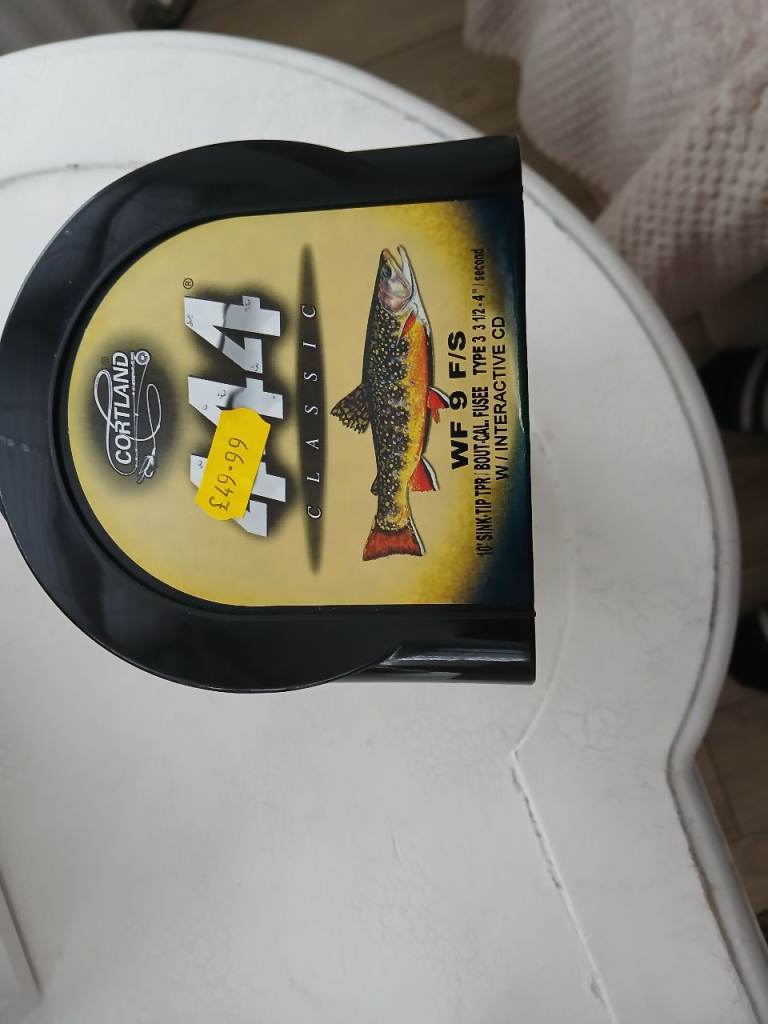 CORTLAND®
444®
£49.99
CLASSIC
WF 9 F/S
10' SINK-TIP TPR / BOUT-CAL. FUSEE TYPE 3 3 1/2 - 4" / second
W / INTERACTIVE CD